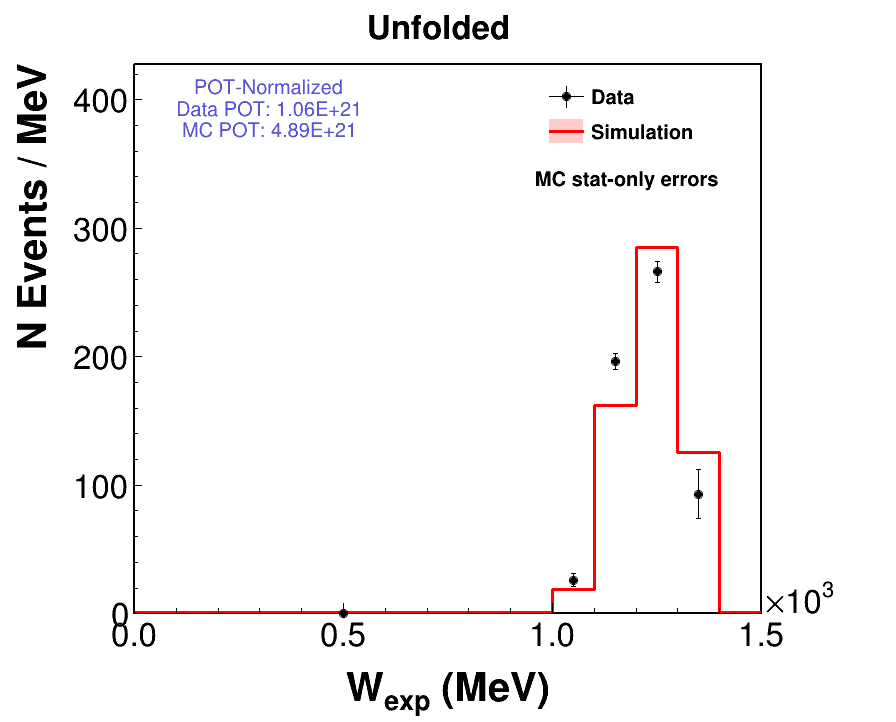 Unfolded
POT-Normalized
Data POT: 1.06E+21
MC POT: 4.89E+21
Data
Simulation
MC stat-only errors
N Events / MeV
400
300
200
100
0
0.0 0.5 1.0 1.5
×10³
W_exp (MeV)